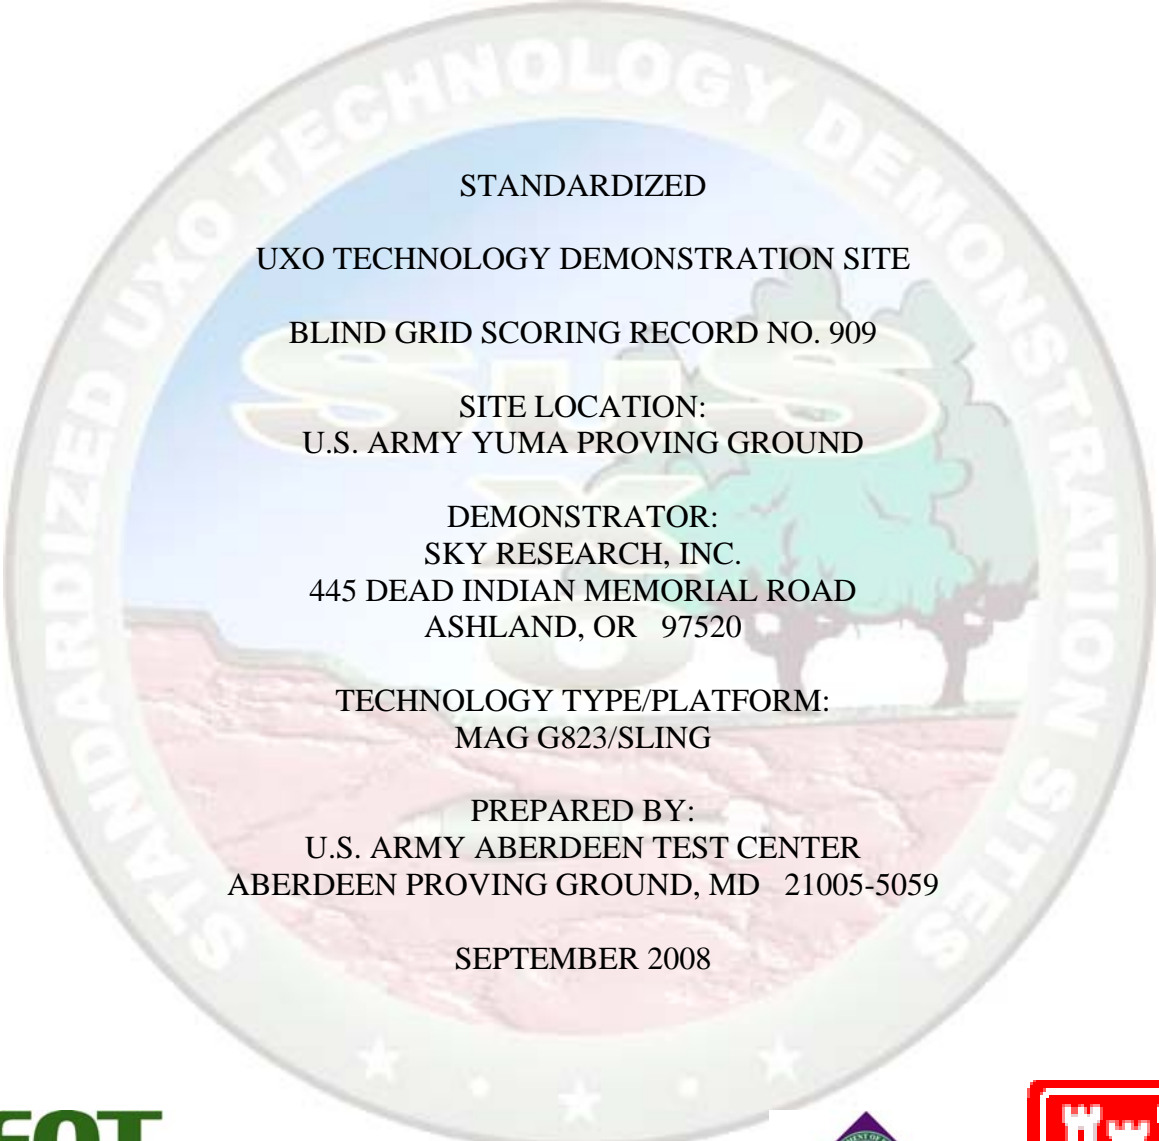 STANDARDIZED UXO TECHNOLOGY DEMONSTRATION SITES
SUS
X
O
STANDARDIZED
UXO TECHNOLOGY DEMONSTRATION SITE
BLIND GRID SCORING RECORD NO. 909
SITE LOCATION:
U.S. ARMY YUMA PROVING GROUND
DEMONSTRATOR:
SKY RESEARCH, INC.
445 DEAD INDIAN MEMORIAL ROAD
ASHLAND, OR 97520
TECHNOLOGY TYPE/PLATFORM:
MAG G823/SLING
PREPARED BY:
U.S. ARMY ABERDEEN TEST CENTER
ABERDEEN PROVING GROUND, MD 21005-5059
SEPTEMBER 2008